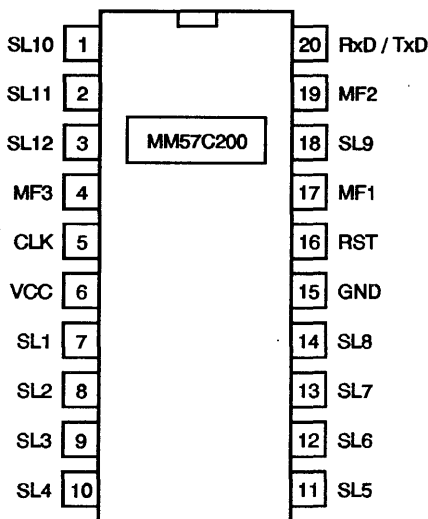 SL10 1 20 RxD / TxD
SL11 2 19 MF2
SL12 3 MM57C200 18 SL9
MF3 4 17 MF1
CLK 5 16 RST
VCC 6 15 GND
SL1 7 14 SL8
SL2 8 13 SL7
SL3 9 12 SL6
SL4 10 11 SL5